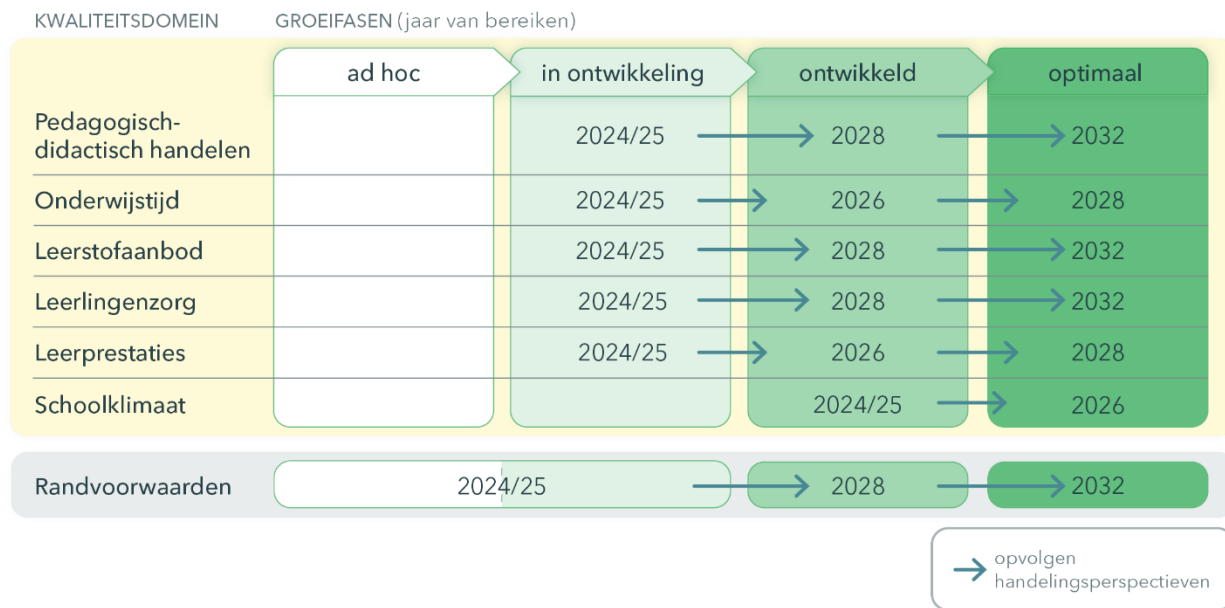 KWALITEITSDOMEIN GROEIFASEN (jaar van bereiken)
ad hoc in ontwikkeling ontwikkeld optimaal
Pedagogisch-
didactisch handelen 2024/25 2028 2032
Onderwijstijd 2024/25 2026 2028
Leerstofaanbod 2024/25 2028 2032
Leerlingenzorg 2024/25 2028 2032
Leerprestaties 2024/25 2026 2028
Schoolklimaat 2024/25 2026
Randvoorwaarden 2024/25 2028 2032
opvolgen
handelingsperspectieven